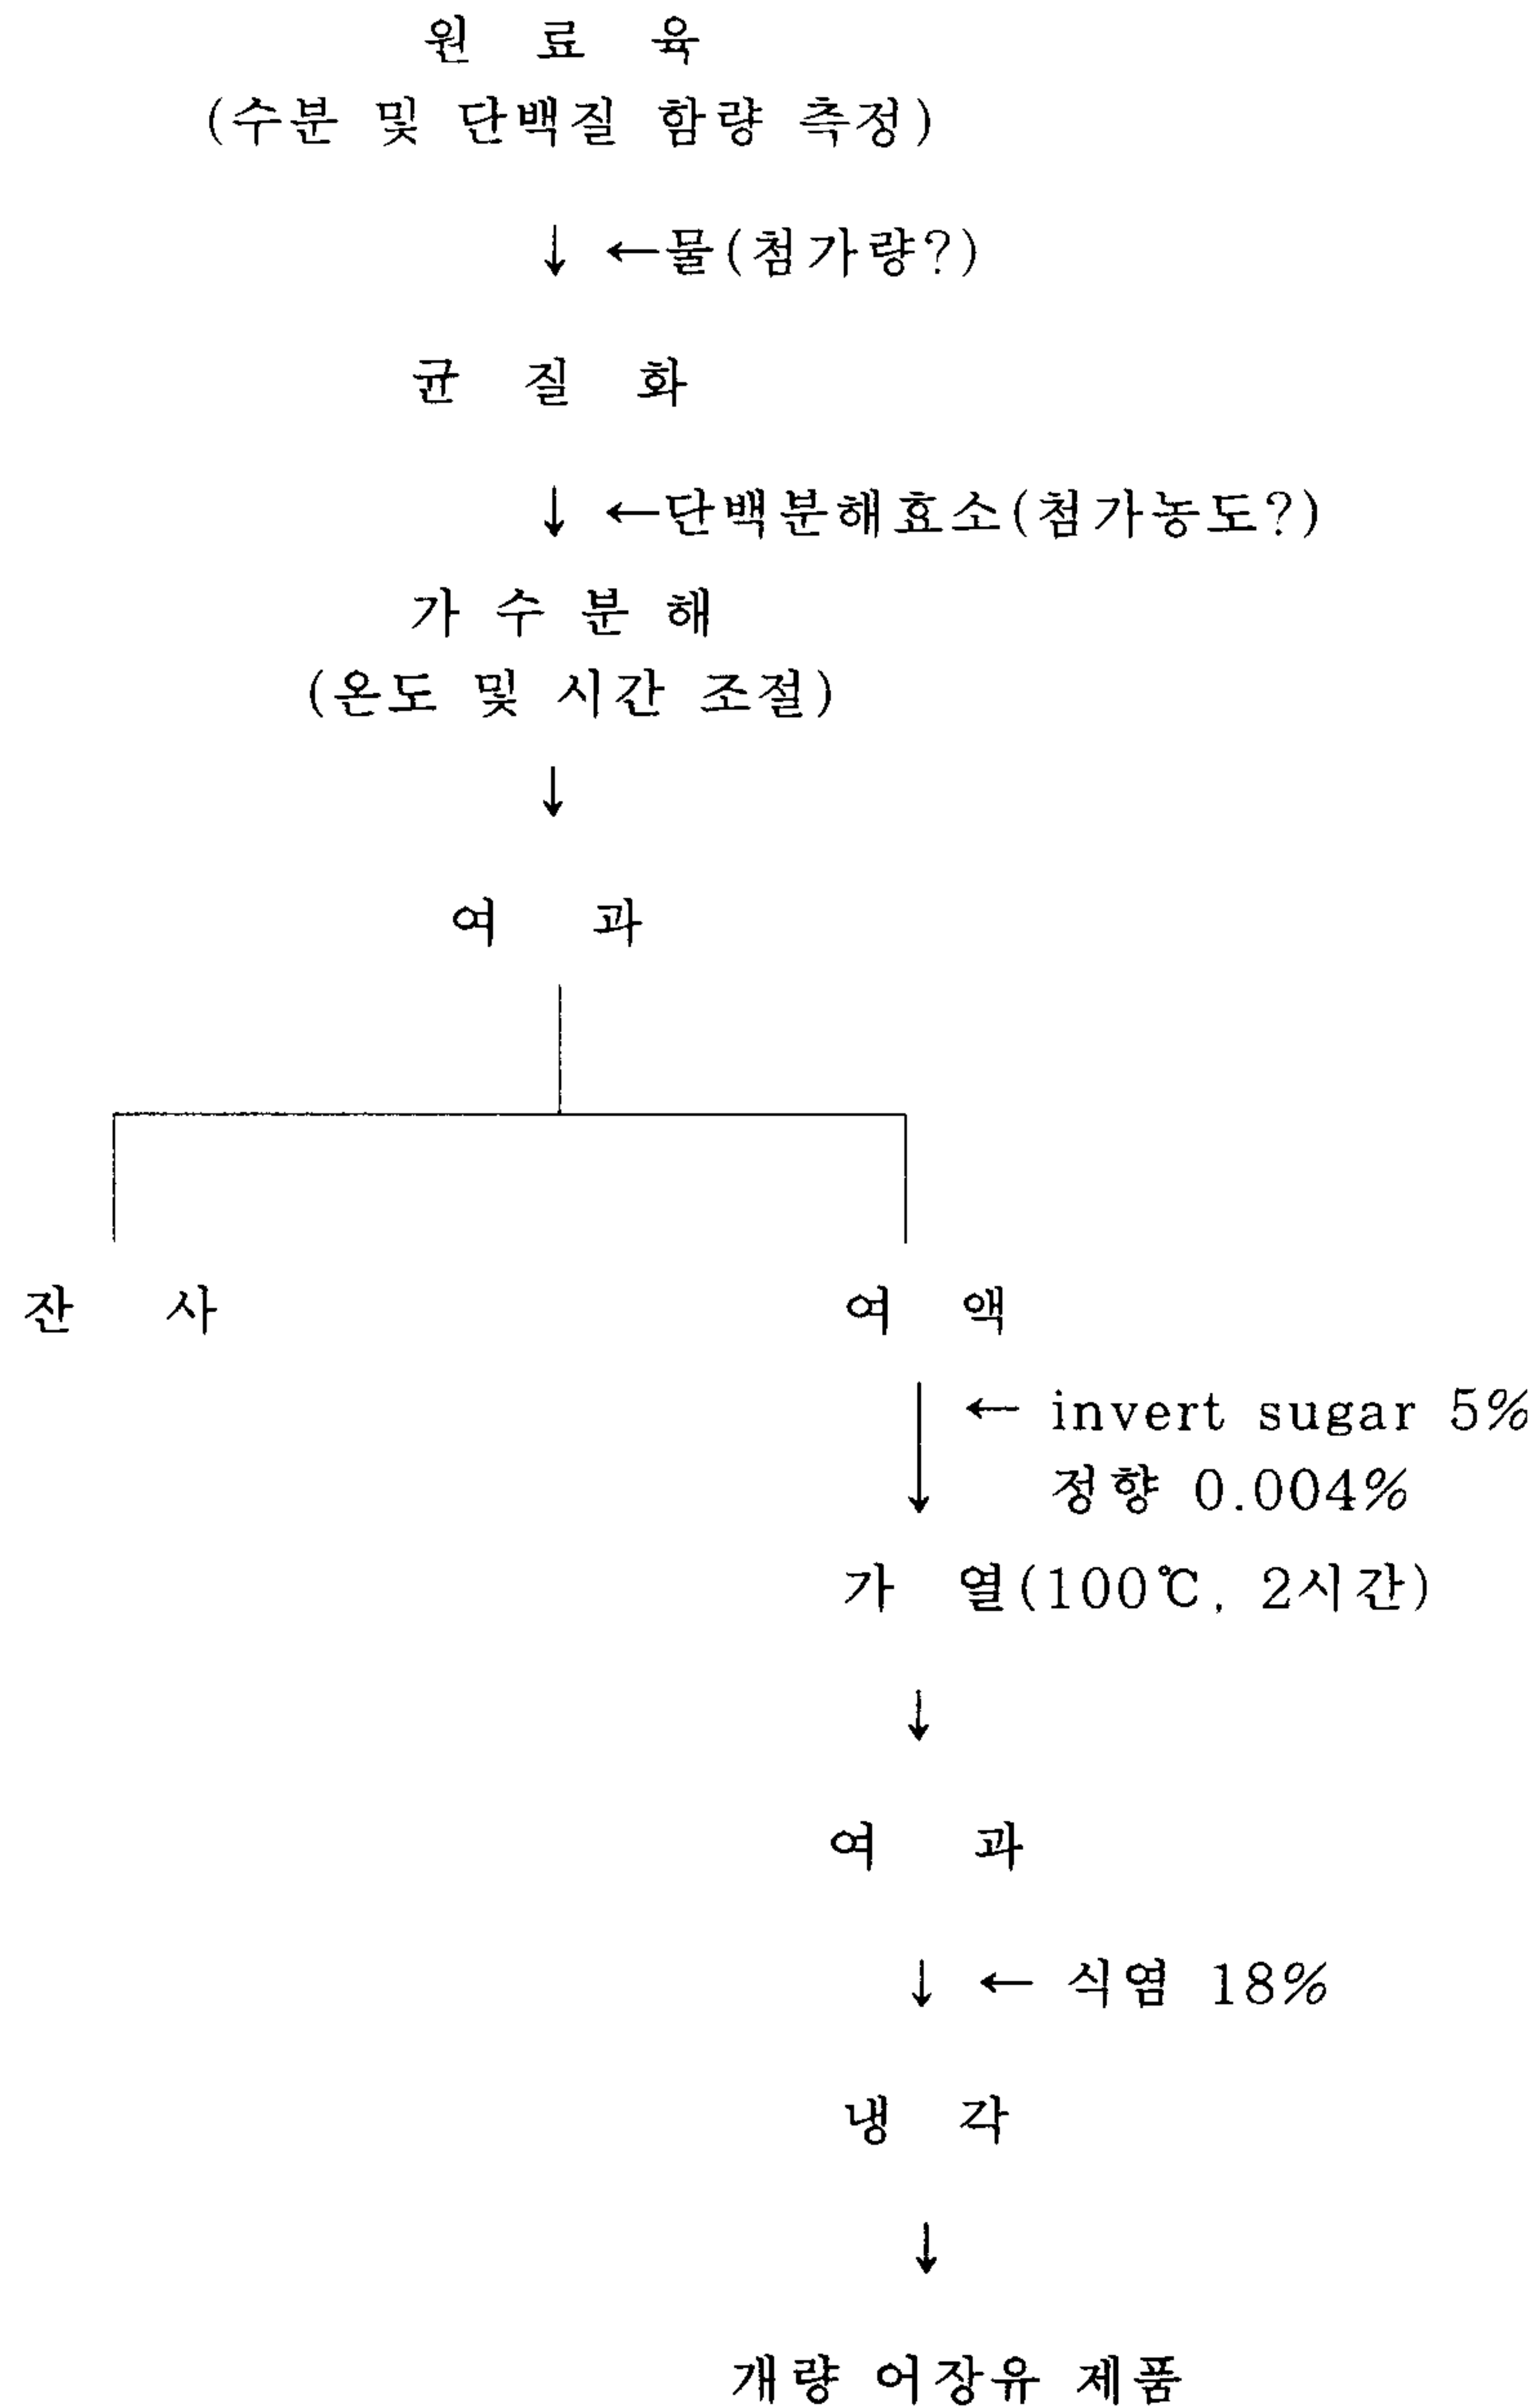 원 료 육
(수분 및 단백질 함량 측정)
↓ ←물(첨가량?)
균 질 화
↓ ←단백분해효소(첨가농도?)
가 수 분 해
(온도 및 시간 조절)
↓
여 과
잔 사 여 액
← invert sugar 5%
↓ 정향 0.004%
가 열(100℃, 2시간)
↓
여 과
↓ ← 식염 18%
냉 각
↓
개량 어장유 제품